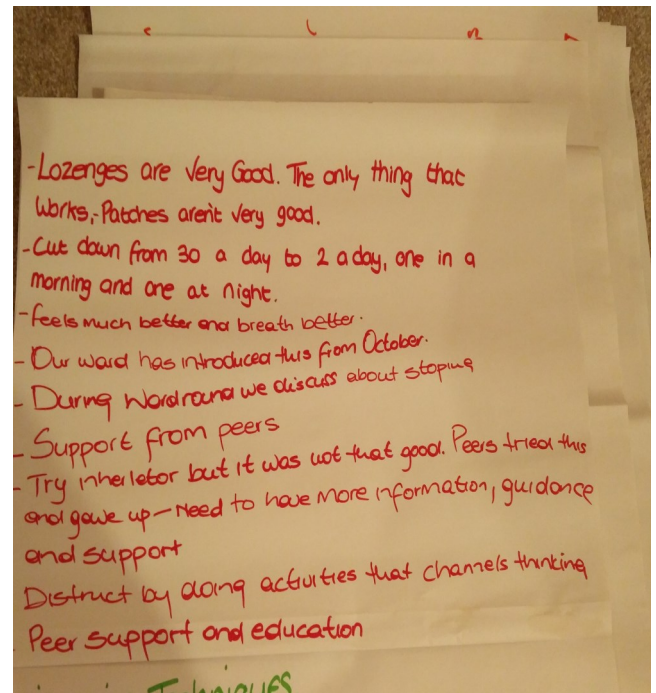 -Lozenges are Very Good. The only thing that
Works,-Patches aren't very good.
-Cut down from 30 a day to 2 a day, one in a
morning and one at night.
-feels much better and breath better.
- Our ward has introduced this from October.
- During Wordround we discuss about stoping
- Support from peers
- Try inherletor but it was not that good. Peers tried this
and gave up - need to have more information, guidance
and support
Distruct by doing activities that channels thinking
Peer support and education
Techniques